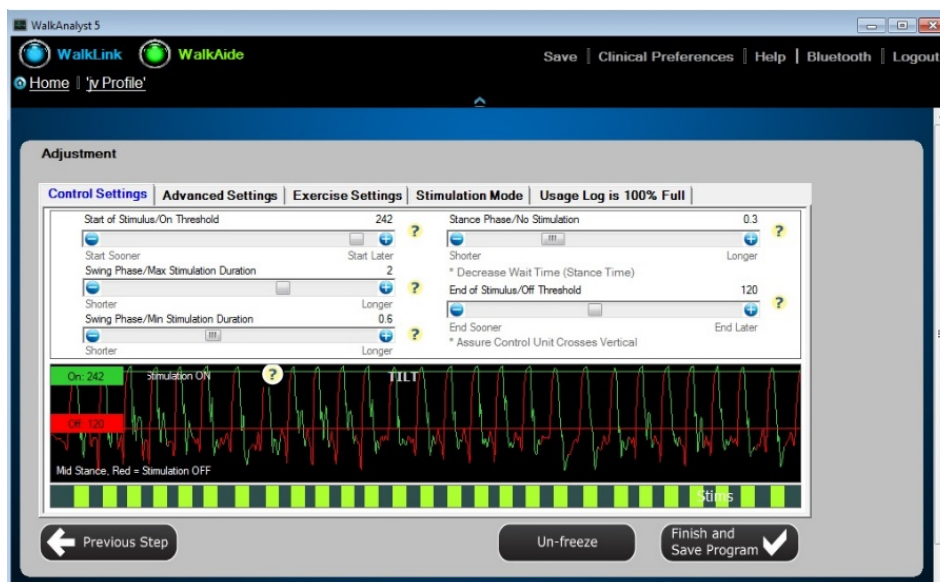 WalkAnalyst 5
WalkLink WalkAide
Save Clinical Preferences Help Bluetooth Logout
Home 'jv Profile'
Adjustment
Control Settings Advanced Settings Exercise Settings Stimulation Mode Usage Log is 100% Full
Start of Stimulus/On Threshold 242 ?
Start Sooner Start Later
Swing Phase/Max Stimulation Duration 2 ?
Shorter Longer
Swing Phase/Min Stimulation Duration 0.6 ?
Shorter Longer
Stance Phase/No Stimulation 0.3 ?
Shorter Longer
* Decrease Wait Time (Stance Time)
End of Stimulus/Off Threshold 120 ?
End Sooner End Later
* Assure Control Unit Crosses Vertical
On: 242 Stimulation ON ? TILT
Off: 120
Mid Stance, Red = Stimulation OFF
Stims
Previous Step Un-freeze Finish and
Save Program